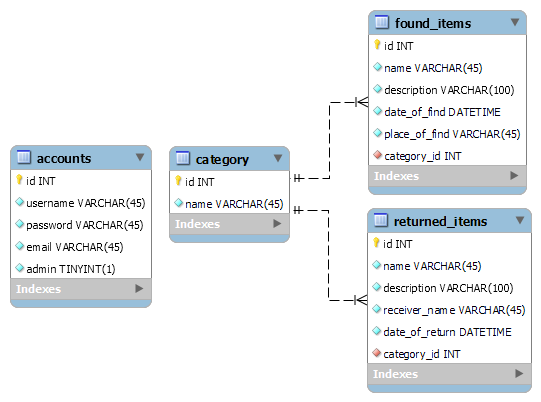 accounts
id INT
username VARCHAR(45)
password VARCHAR(45)
email VARCHAR(45)
admin TINYINT(1)
Indexes
category
id INT
name VARCHAR(45)
Indexes
found_items
id INT
name VARCHAR(45)
description VARCHAR(100)
date_of_find DATETIME
place_of_find VARCHAR(45)
category_id INT
Indexes
returned_items
id INT
name VARCHAR(45)
description VARCHAR(100)
receiver_name VARCHAR(45)
date_of_return DATETIME
category_id INT
Indexes